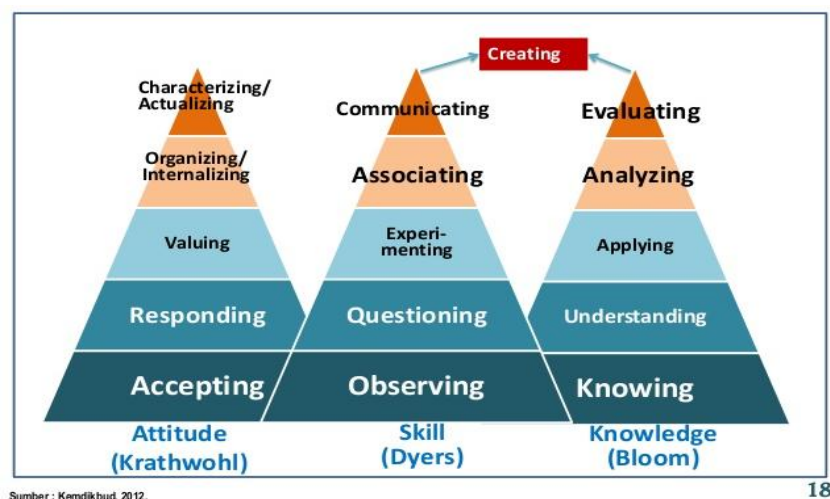 Creating
Characterizing/
Actualizing
Communicating
Evaluating
Organizing/
Internalizing
Associating
Analyzing
Valuing
Experi-
menting
Applying
Responding
Questioning
Understanding
Accepting
Observing
Knowing
Attitude
(Krathwohl)
Skill
(Dyers)
Knowledge
(Bloom)
Sumber : Kemdikbud, 2012.
18